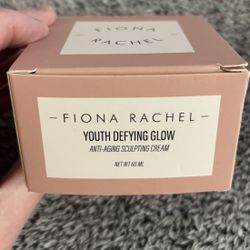 FIONA
RACHEL
– FIONA RACHEL –
YOUTH DEFYING GLOW
ANTI-AGING SCULPTING CREAM
NET WT 60 ML